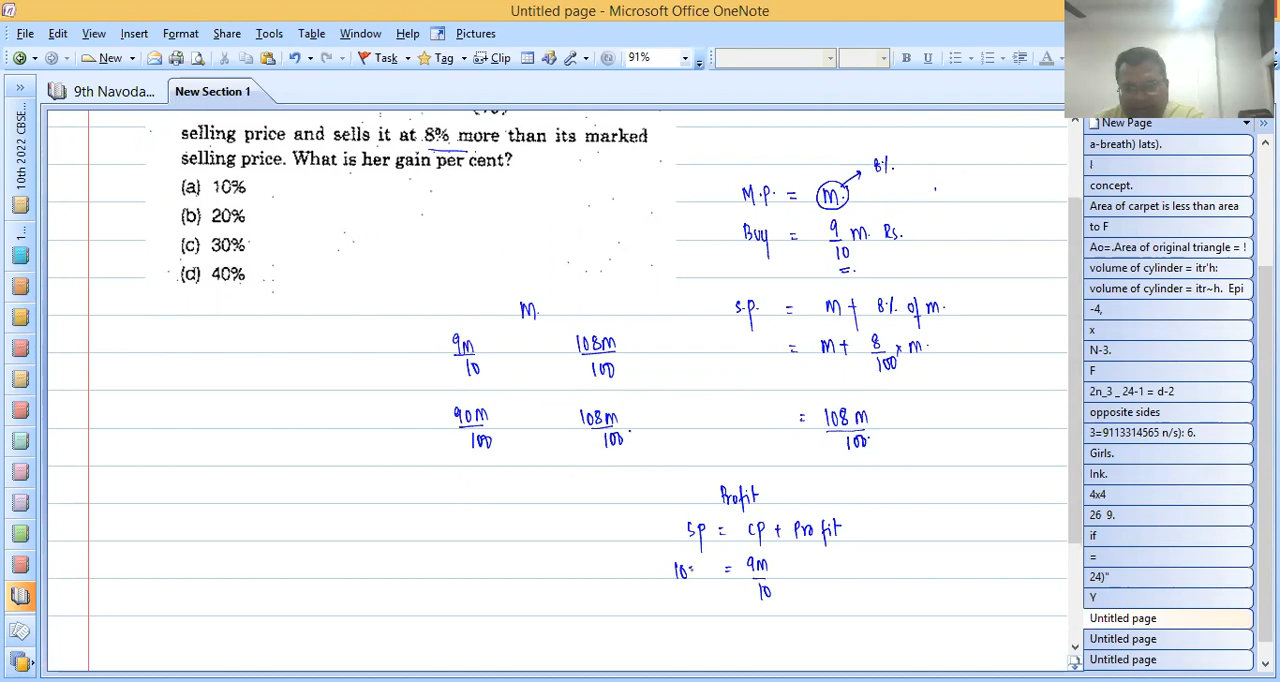 Untitled page - Microsoft Office OneNote
File Edit View Insert Format Share Tools Table Window Help Pictures
New Task Tag Clip 91% B U A
9th Navoda... New Section 1
10th 2022 CBSE
selling price and sells it at 8% more than its marked
selling price. What is her gain per cent?
(a) 10%
(b) 20%
(c) 30%
(d) 40%
8%
M.P. = m.
Buy = 9/10 m. Rs.
M.
S.P. = m + 8% of m.
9m/10 108m/100
= m + 8/100 × m.
90m/100 108m/100.
= 108m/100.
Profit
SP = CP + Profit
10 = 9m/10
New Page
a-breath) lats).
!
concept.
Area of carpet is less than area
to F
Ao=.Area of original triangle = !
volume of cylinder = itr'h:
volume of cylinder = itr~h. Epi
-4,
x
N-3.
F
2n_3 _ 24-1 = d-2
opposite sides
3=9113314565 n/s): 6.
Girls.
Ink.
4x4
26 9.
if
=
24)"
Y
Untitled page
Untitled page
Untitled page